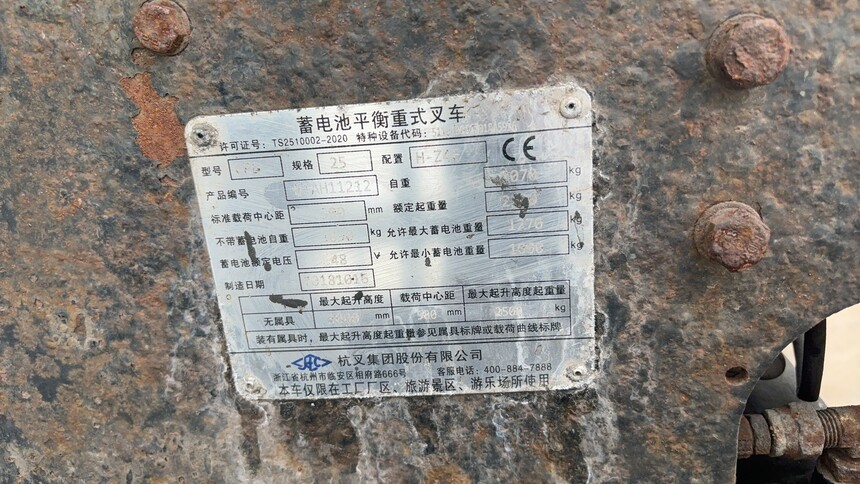 蓄电池平衡重式叉车
许可证号: TS2510002-2020 特种设备代码:
型号 规格 25 配置 CE
产品编号 H11212 自重 kg
标准载荷中心距 mm 额定起重量 kg
不带蓄电池自重 kg 允许最大蓄电池重量 kg
蓄电池额定电压 48 V 允许最小蓄电池重量 kg
制造日期
最大起升高度 载荷中心距 最大起升高度起重量
无属具 mm mm 2500 kg
装有属具时，最大起升高度起重量参见属具标牌或载荷曲线标牌
杭叉集团股份有限公司
浙江省杭州市临安区相府路666号 客服电话: 400-884-7888
本车仅限在工厂厂区、旅游景区、游乐场所使用